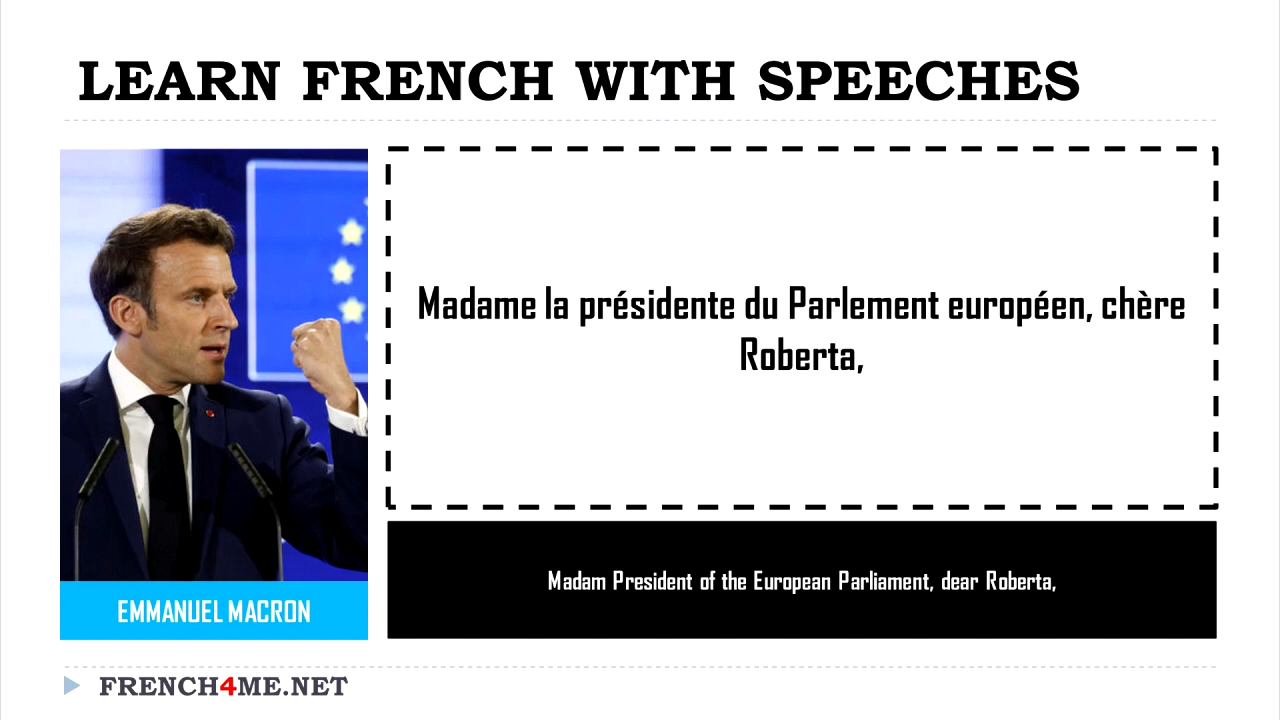 LEARN FRENCH WITH SPEECHES
Madame la présidente du Parlement européen, chère
Roberta,
Madam President of the European Parliament, dear Roberta,
EMMANUEL MACRON
FRENCH4ME.NET